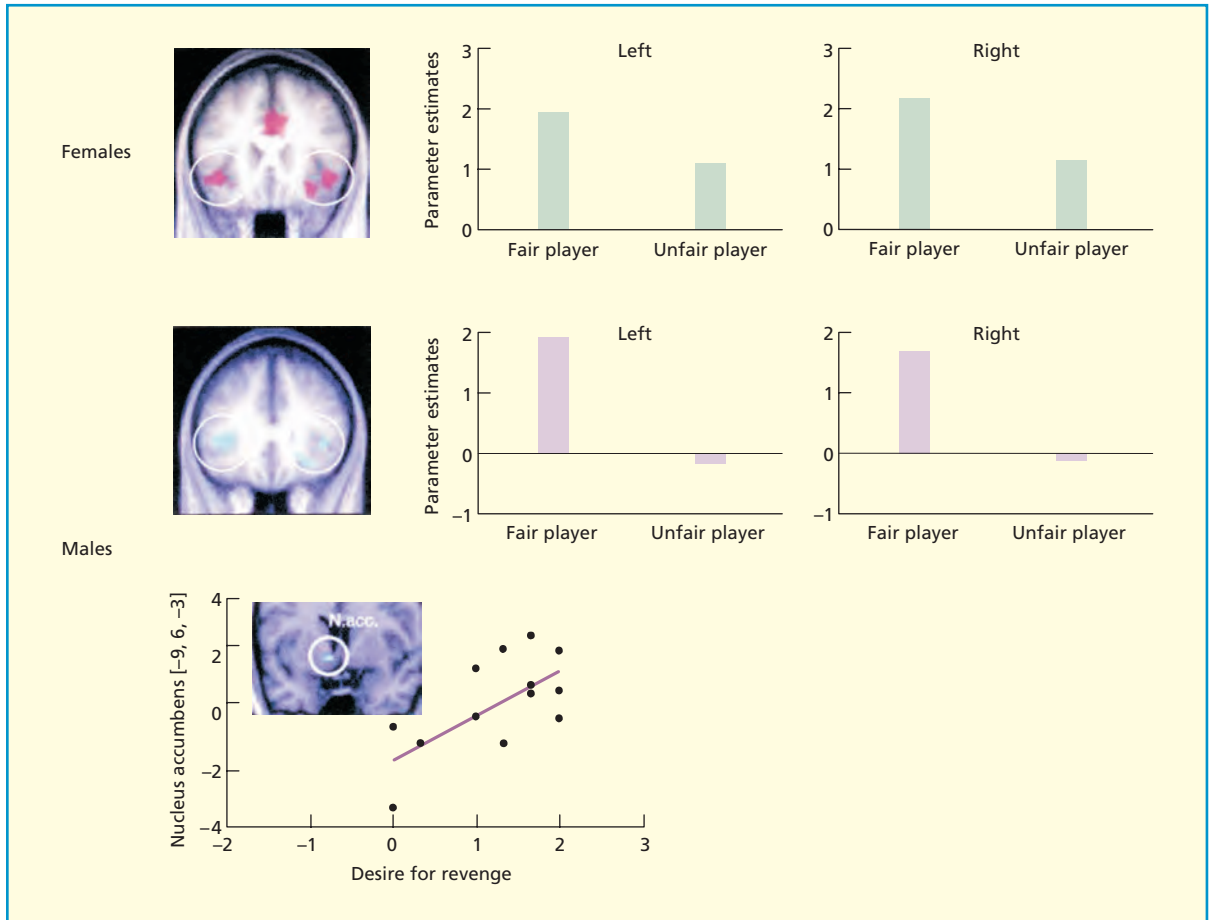 Females
Left
Parameter estimates
3
2
1
0
Fair player
Unfair player
Right
3
2
1
0
Fair player
Unfair player
Males
Left
Parameter estimates
2
1
0
–1
Fair player
Unfair player
Right
2
1
0
–1
Fair player
Unfair player
Nucleus accumbens [–9, 6, –3]
4
2
0
–2
–4
N.acc.
–2
–1
0
1
2
3
Desire for revenge